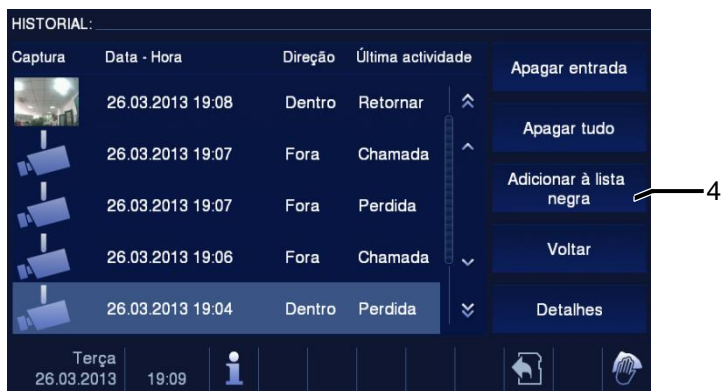 HISTORIAL:
Captura Data - Hora Direção Última actividade
26.03.2013 19:08 Dentro Retornar
26.03.2013 19:07 Fora Chamada
26.03.2013 19:07 Fora Perdida
26.03.2013 19:06 Fora Chamada
26.03.2013 19:04 Dentro Perdida
Apagar entrada
Apagar tudo
Adicionar à lista
negra
4
Voltar
Detalhes
Terça
26.03.2013 19:09